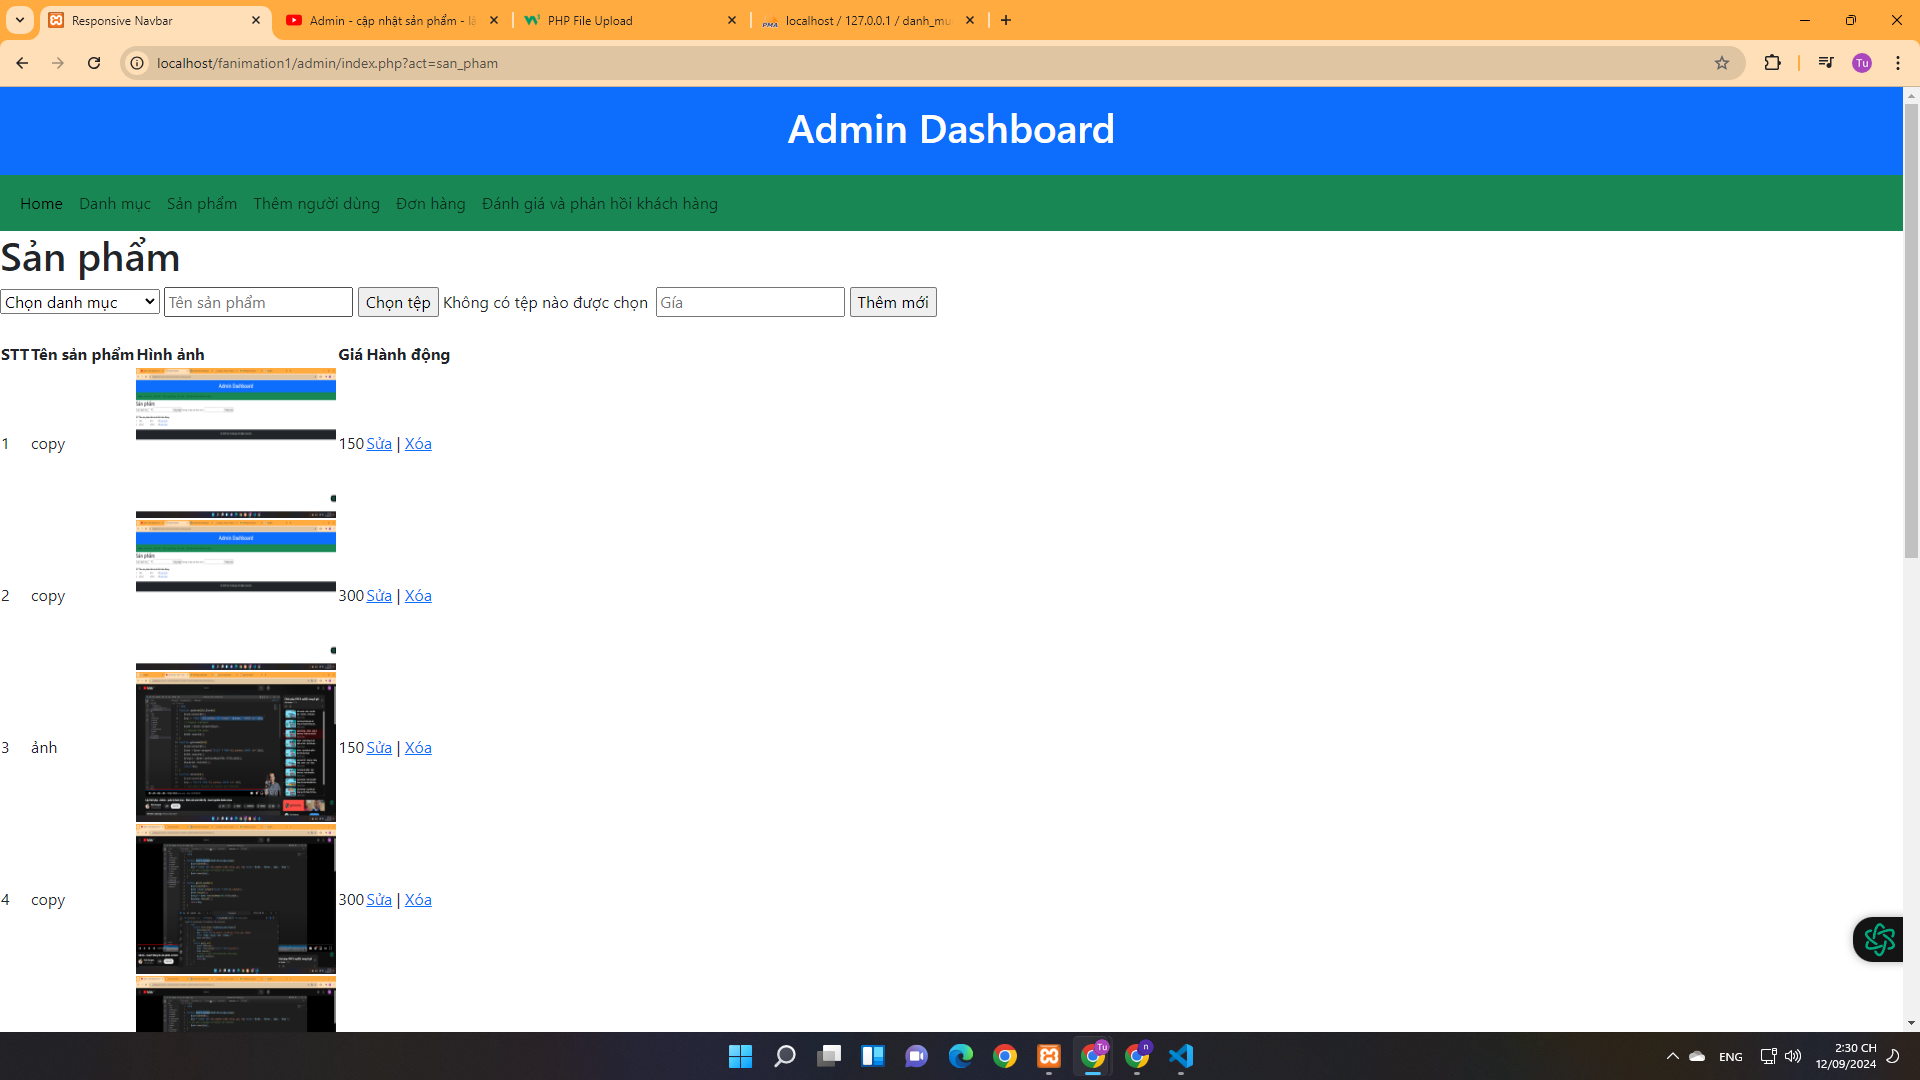 Responsive Navbar
Admin - cập nhật sản phẩm - lậ
PHP File Upload
localhost / 127.0.0.1 / danh_mu
localhost/fanimation1/admin/index.php?act=san_pham
Tu
Admin Dashboard
Home Danh mục Sản phẩm Thêm người dùng Đơn hàng Đánh giá và phản hồi khách hàng
Sản phẩm
Chọn danh mục Tên sản phẩm Chọn tệp Không có tệp nào được chọn Gía Thêm mới
STT Tên sản phẩm Hình ảnh Giá Hành động
1 copy 150 Sửa | Xóa
2 copy 300 Sửa | Xóa
3 ảnh 150 Sửa | Xóa
4 copy 300 Sửa | Xóa
Tu
n
ENG
2:30 CH
12/09/2024